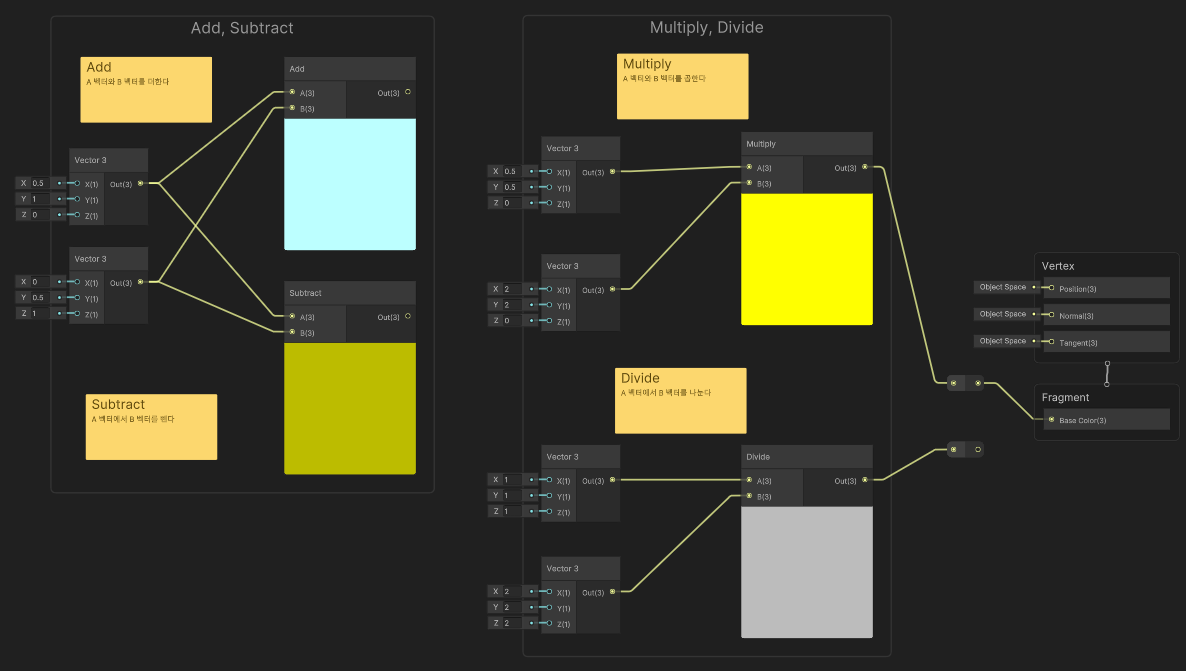 Add, Subtract
Add
A 벡터와 B 벡터를 더한다
Add
A(3)
Out(3)
B(3)
Vector 3
X 0.5
X(1)
Out(3)
Y 1
Y(1)
Z 0
Z(1)
Vector 3
X 0
X(1)
Out(3)
Y 0.5
Y(1)
Z 1
Z(1)
Subtract
A(3)
Out(3)
B(3)
Subtract
A 벡터에서 B 벡터를 뺀다
Multiply, Divide
Multiply
A 벡터와 B 벡터를 곱한다
Vector 3
X 0.5
X(1)
Out(3)
Y 0.5
Y(1)
Z 0
Z(1)
Multiply
A(3)
Out(3)
B(3)
Vector 3
X 2
X(1)
Out(3)
Y 2
Y(1)
Z 0
Z(1)
Divide
A 벡터에서 B 벡터를 나눈다
Vector 3
X 1
X(1)
Out(3)
Y 1
Y(1)
Z 1
Z(1)
Divide
A(3)
Out(3)
B(3)
Vector 3
X 2
X(1)
Out(3)
Y 2
Y(1)
Z 2
Z(1)
Vertex
Object Space
Position(3)
Object Space
Normal(3)
Object Space
Tangent(3)
Fragment
Base Color(3)